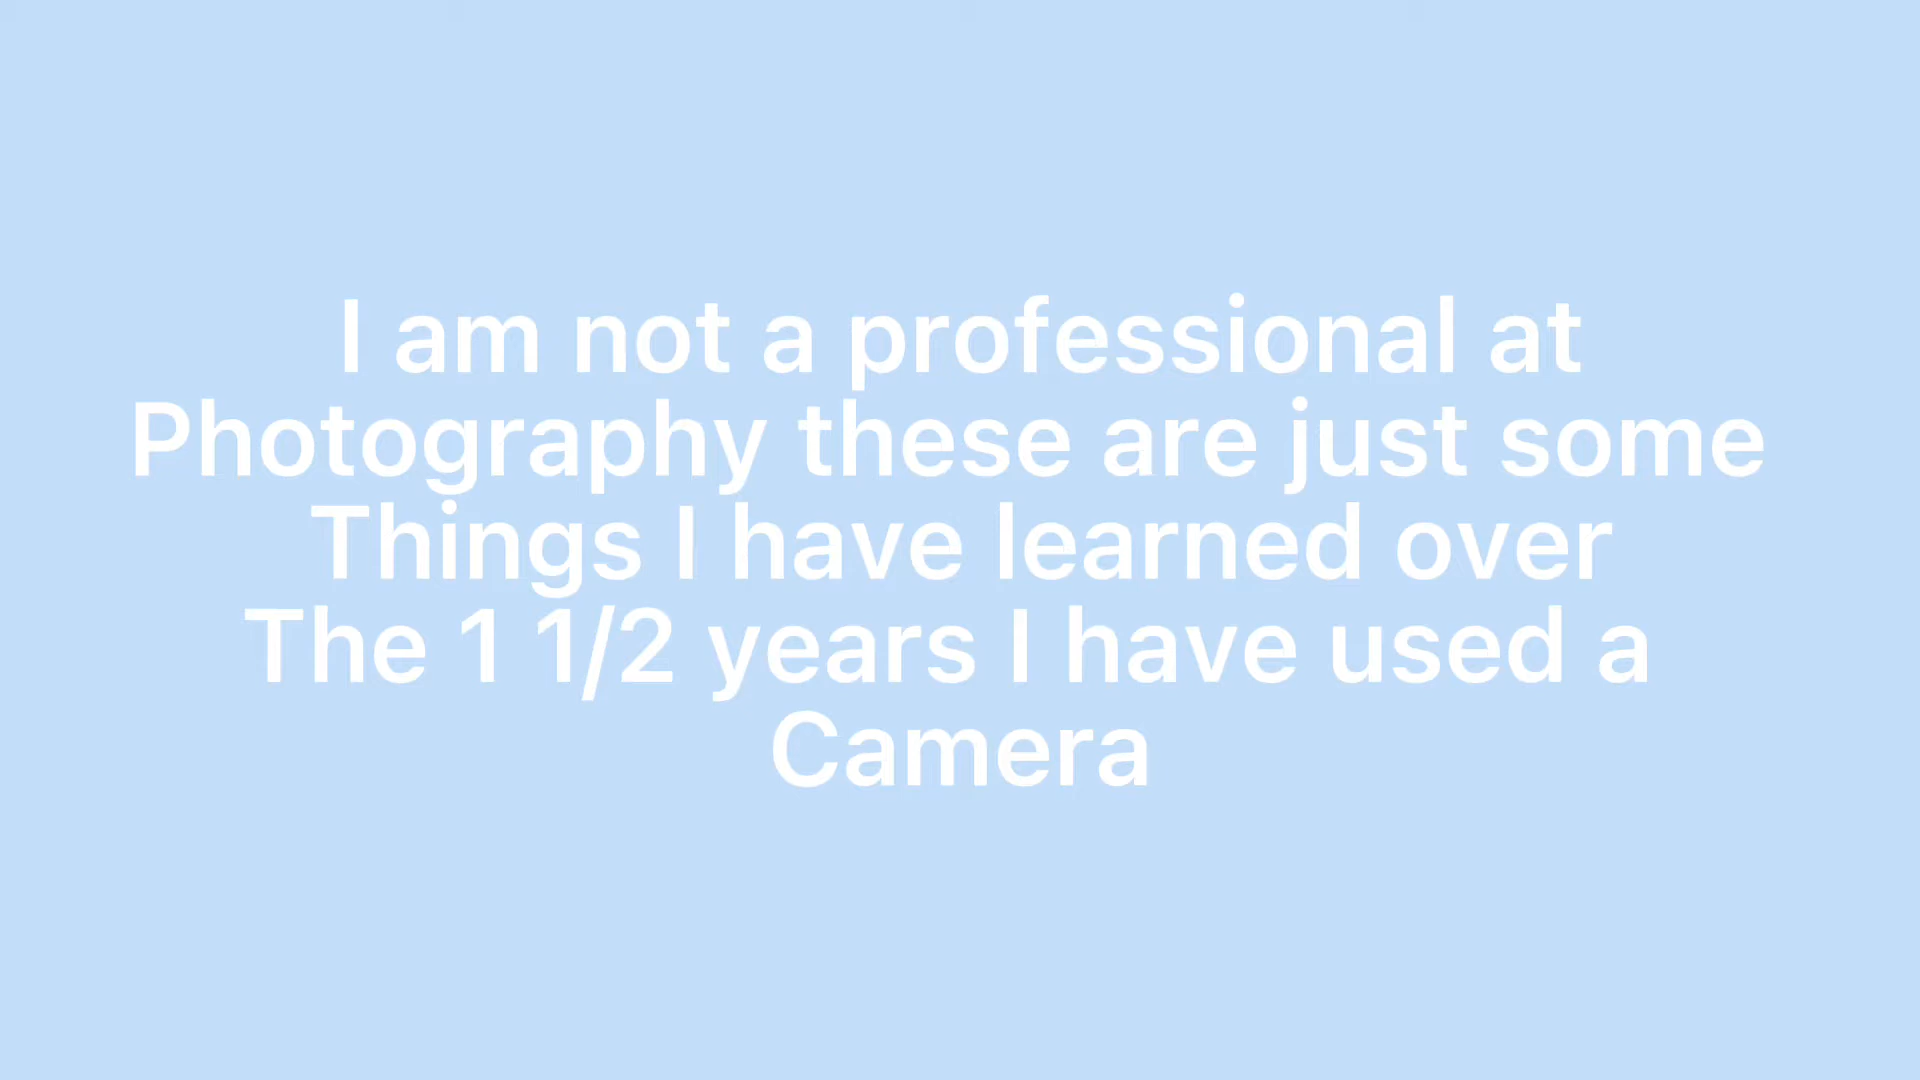 I am not a professional at
Photography these are just some
Things I have learned over
The 1 1/2 years I have used a
Camera